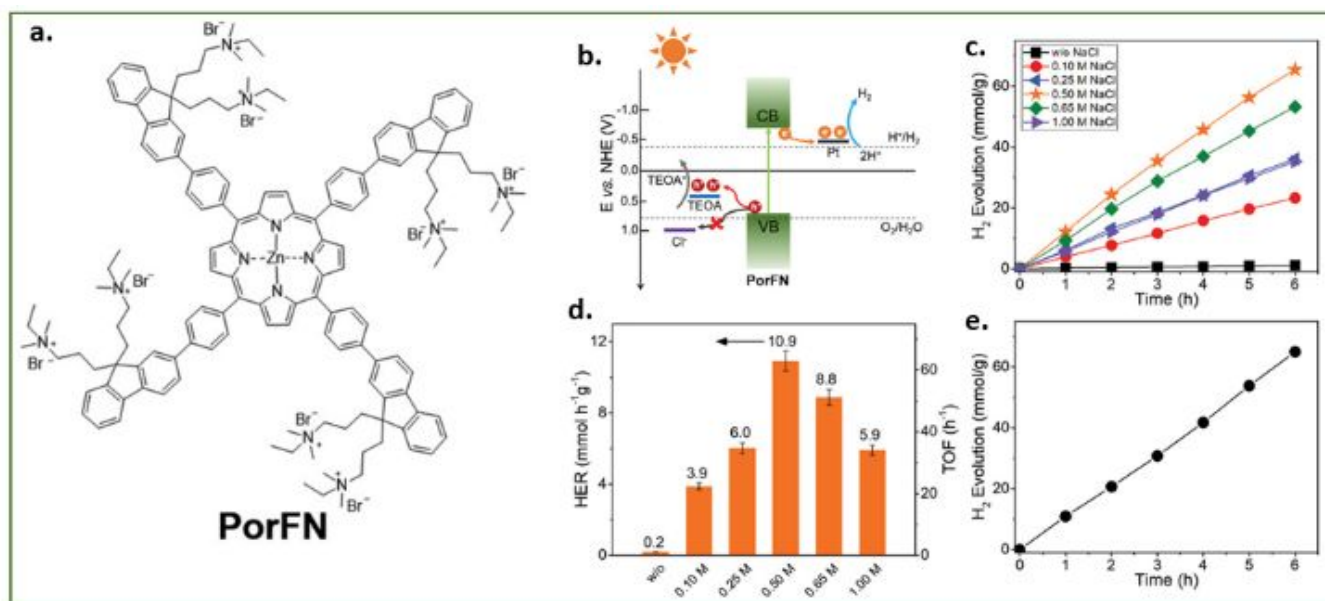 a.
Br⁻
N⁺
N⁺
Br⁻
Br⁻
N⁺
N⁺
Br⁻
N
N
Zn
N
N
Br⁻
N⁺
N⁺
Br⁻
Br⁻
N⁺
N⁺
Br⁻
PorFN
b.
E vs. NHE (V)
-1.0
-0.5
0.0
0.5
1.0
CB
H₂
H⁺/H₂
Pt
2H⁺
TEOA⁺
h⁺ h⁺
TEOA
h⁺
Cl⁻
VB
O₂/H₂O
PorFN
c.
H₂ Evolution (mmol/g)
60
40
20
0
w/o NaCl
0.10 M NaCl
0.25 M NaCl
0.50 M NaCl
0.65 M NaCl
1.00 M NaCl
0 1 2 3 4 5 6
Time (h)
d.
HER (mmol h⁻¹g⁻¹)
12
8
4
0
0.2
3.9
6.0
10.9
8.8
5.9
w/o 0.10 M 0.25 M 0.50 M 0.65 M 1.00 M
60
40
20
0
TOF (h⁻¹)
e.
H₂ Evolution (mmol/g)
60
40
20
0
0 1 2 3 4 5 6
Time (h)